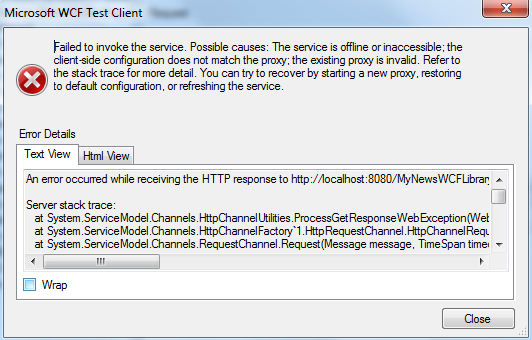 Microsoft WCF Test Client
Failed to invoke the service. Possible causes: The service is offline or inaccessible; the
client-side configuration does not match the proxy; the existing proxy is invalid. Refer to
the stack trace for more detail. You can try to recover by starting a new proxy, restoring
to default configuration, or refreshing the service.
Error Details
Text View Html View
An error occurred while receiving the HTTP response to http://localhost:8080/MyNewsWCFLibrary
Server stack trace:
at System.ServiceModel.Channels.HttpChannelUtilities.ProcessGetResponseWebException(Web
at System.ServiceModel.Channels.HttpChannelFactory`1.HttpRequestChannel.HttpChannelReque
at System.ServiceModel.Channels.RequestChannel.Request(Message message, TimeSpan timeo
Wrap
Close